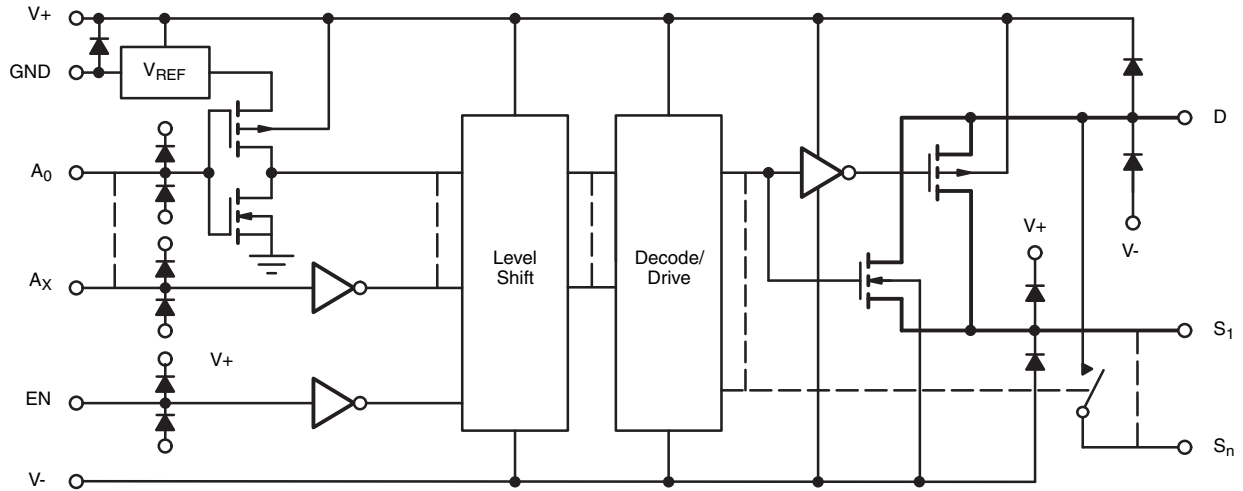 V+
GND
VREF
D
A0
Level
Shift
Decode/
Drive
V+
V-
AX
S1
V+
EN
Sn
V-